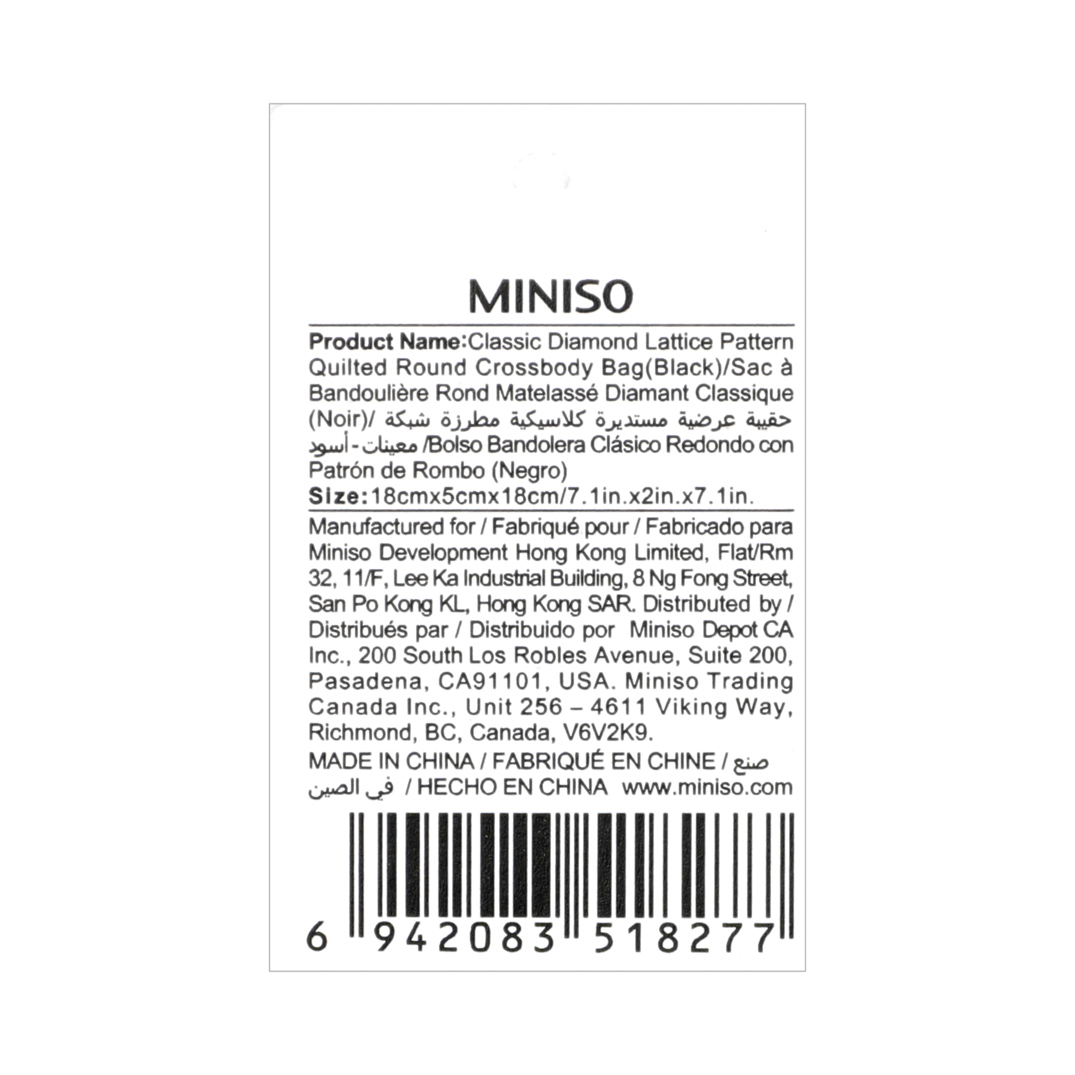 MINISO
Product Name:Classic Diamond Lattice Pattern
Quilted Round Crossbody Bag(Black)/Sac à
Bandoulière Rond Matelassé Diamant Classique
(Noir)/ حقيبة عرضية مستديرة كلاسيكية مطرزة شبكة
معينات-أسود /Bolso Bandolera Clásico Redondo con
Patrón de Rombo (Negro)
Size:18cmx5cmx18cm/7.1in.x2in.x7.1in.
Manufactured for / Fabriqué pour / Fabricado para
Miniso Development Hong Kong Limited, Flat/Rm
32, 11/F, Lee Ka Industrial Building, 8 Ng Fong Street,
San Po Kong KL, Hong Kong SAR. Distributed by /
Distribués par / Distribuido por Miniso Depot CA
Inc., 200 South Los Robles Avenue, Suite 200,
Pasadena, CA91101, USA. Miniso Trading
Canada Inc., Unit 256 – 4611 Viking Way,
Richmond, BC, Canada, V6V2K9.
MADE IN CHINA / FABRIQUÉ EN CHINE / صنع
في الصين / HECHO EN CHINA www.miniso.com
6 942083 518277